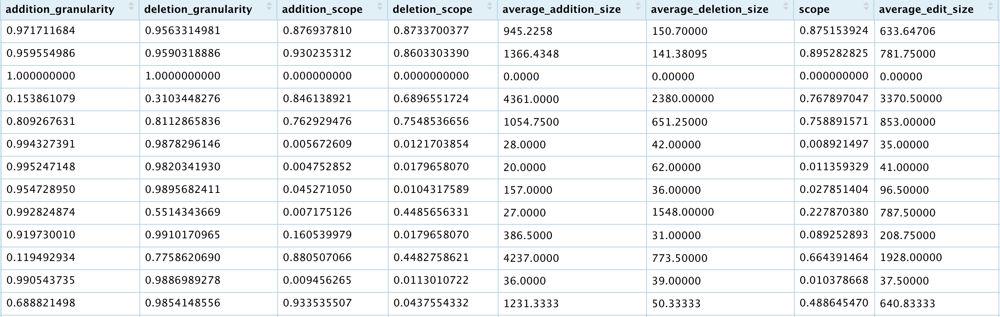 addition_granularity deletion_granularity addition_scope deletion_scope average_addition_size average_deletion_size scope average_edit_size
0.971711684 0.9563314981 0.876937810 0.8733700377 945.2258 150.70000 0.875153924 633.64706
0.959554986 0.9590318886 0.930235312 0.8603303390 1366.4348 141.38095 0.895282825 781.75000
1.000000000 1.0000000000 0.000000000 0.0000000000 0.0000 0.00000 0.000000000 0.00000
0.153861079 0.3103448276 0.846138921 0.6896551724 4361.0000 2380.00000 0.767897047 3370.50000
0.809267631 0.8112865836 0.762929476 0.7548536656 1054.7500 651.25000 0.758891571 853.00000
0.994327391 0.9878296146 0.005672609 0.0121703854 28.0000 42.00000 0.008921497 35.00000
0.995247148 0.9820341930 0.004752852 0.0179658070 20.0000 62.00000 0.011359329 41.00000
0.954728950 0.9895682411 0.045271050 0.0104317589 157.0000 36.00000 0.027851404 96.50000
0.992824874 0.5514343669 0.007175126 0.4485656331 27.0000 1548.00000 0.227870380 787.50000
0.919730010 0.9910170965 0.160539979 0.0179658070 386.5000 31.00000 0.089252893 208.75000
0.119492934 0.7758620690 0.880507066 0.4482758621 4237.0000 773.50000 0.664391464 1928.00000
0.990543735 0.9886989278 0.009456265 0.0113010722 36.0000 39.00000 0.010378668 37.50000
0.688821498 0.9854148556 0.933535507 0.0437554332 1231.3333 50.33333 0.488645470 640.83333